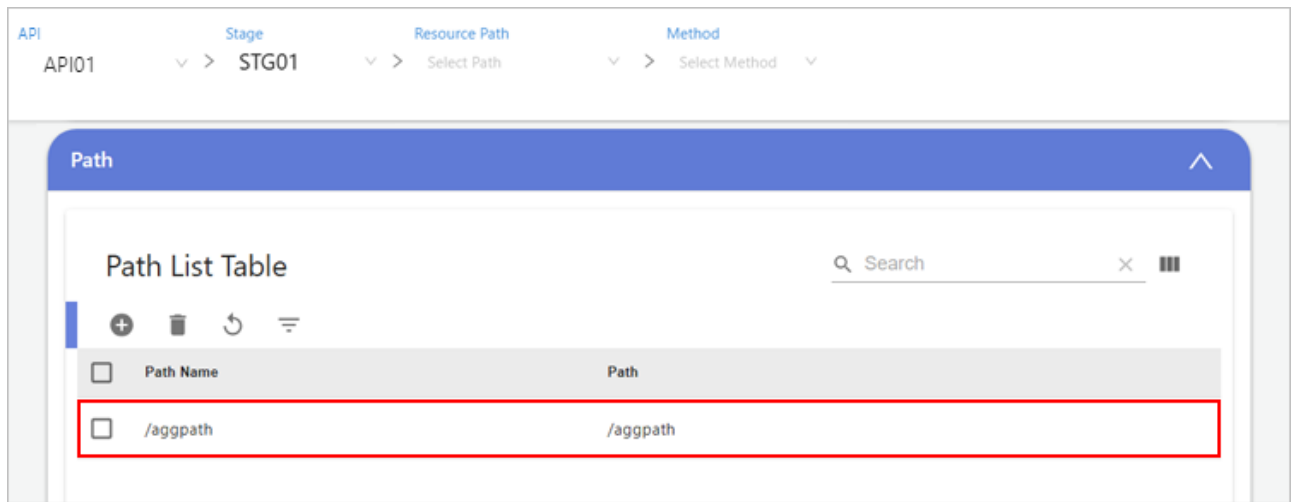 API Stage Resource Path Method
API01 > STG01 > Select Path > Select Method
Path
Path List Table
Search
Path Name Path
/aggpath /aggpath